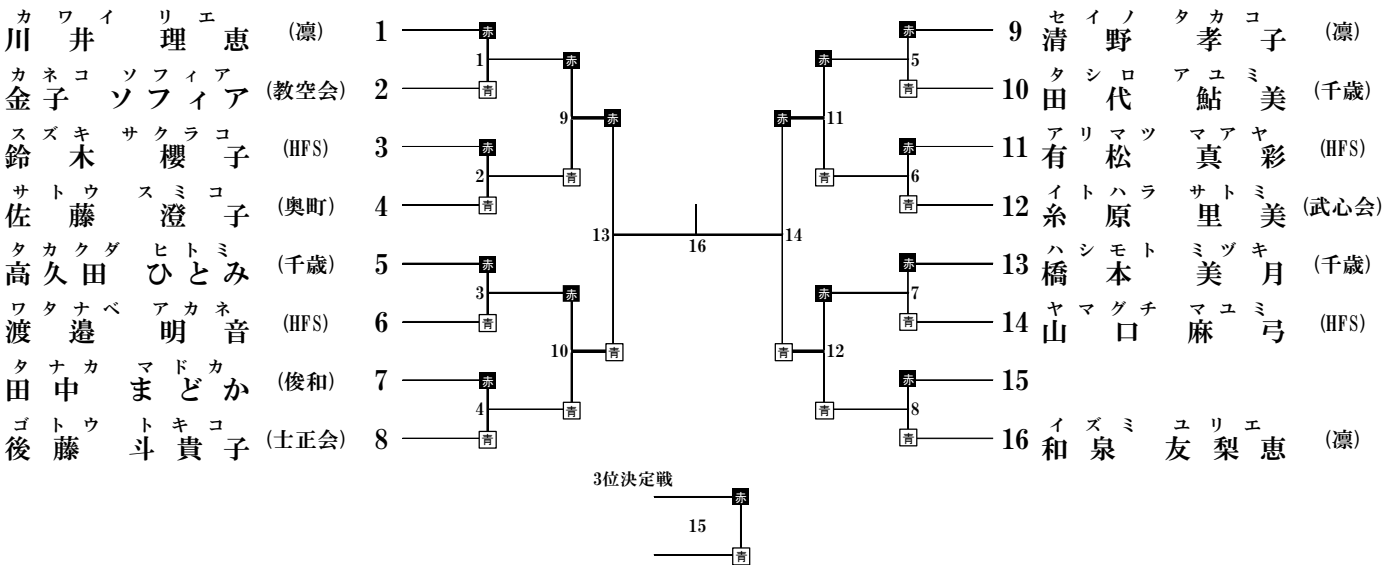 カワイ リエ
川井 理恵 (凛) 1
カネコ ソフィア
金子 ソフィア (教空会) 2
スズキ サクラコ
鈴木 櫻子 (HFS) 3
サトウ スミコ
佐藤 澄子 (奥町) 4
タカクダ ヒトミ
高久田 ひとみ (千歳) 5
ワタナベ アカネ
渡邉 明音 (HFS) 6
タナカ マドカ
田中 まどか (俊和) 7
ゴトウ トキコ
後藤 斗貴子 (士正会) 8
赤
1
青
赤
2
青
赤
3
青
赤
4
青
赤
9
青
赤
10
青
赤
13
青
16
赤
14
青
赤
11
青
赤
12
青
赤
5
青
赤
6
青
赤
7
青
赤
8
青
セイノ タカコ
9 清野 孝子 (凛)
タシロ アユミ
10 田代 鮎美 (千歳)
アリマツ マアヤ
11 有松 真彩 (HFS)
イトハラ サトミ
12 糸原 里美 (武心会)
ハシモト ミヅキ
13 橋本 美月 (千歳)
ヤマグチ マユミ
14 山口 麻弓 (HFS)
15
イズミ ユリエ
16 和泉 友梨恵 (凛)
3位決定戦
赤
15
青